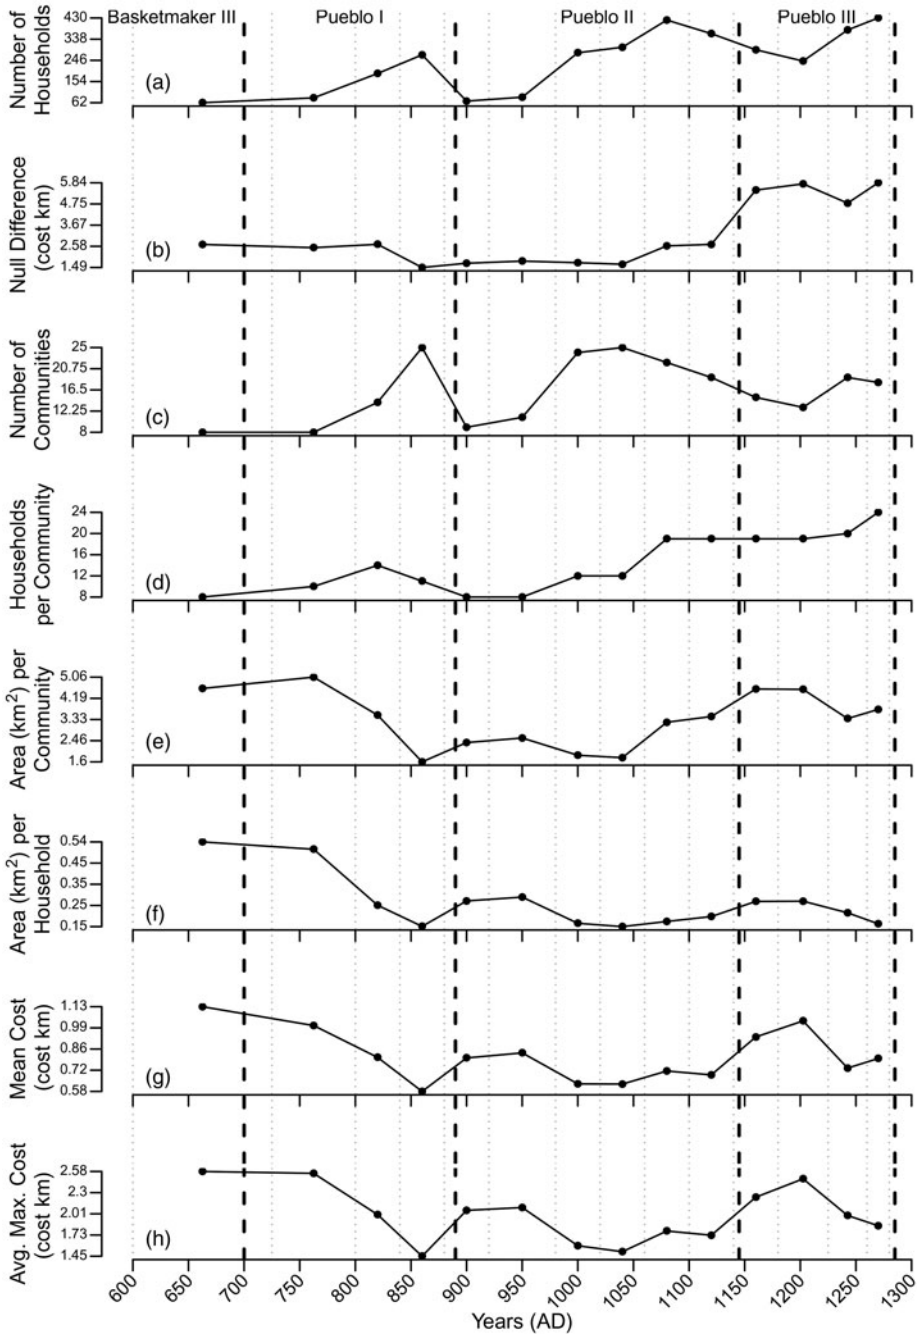 Basketmaker III Pueblo I Pueblo II Pueblo III
Number of
Households
430
338
246
154
62
(a)
Null Difference
(cost km)
5.84
4.75
3.67
2.58
1.49
(b)
Number of
Communities
25
20.75
16.5
12.25
8
(c)
Households
per Community
24
20
16
12
8
(d)
Area (km²) per
Community
5.06
4.19
3.33
2.46
1.6
(e)
Area (km²) per
Household
0.54
0.45
0.35
0.25
0.15
(f)
Mean Cost
(cost km)
1.13
0.99
0.86
0.72
0.58
(g)
Avg. Max. Cost
(cost km)
2.58
2.3
2.01
1.73
1.45
(h)
600 650 700 750 800 850 900 950 1000 1050 1100 1150 1200 1250 1300
Years (AD)